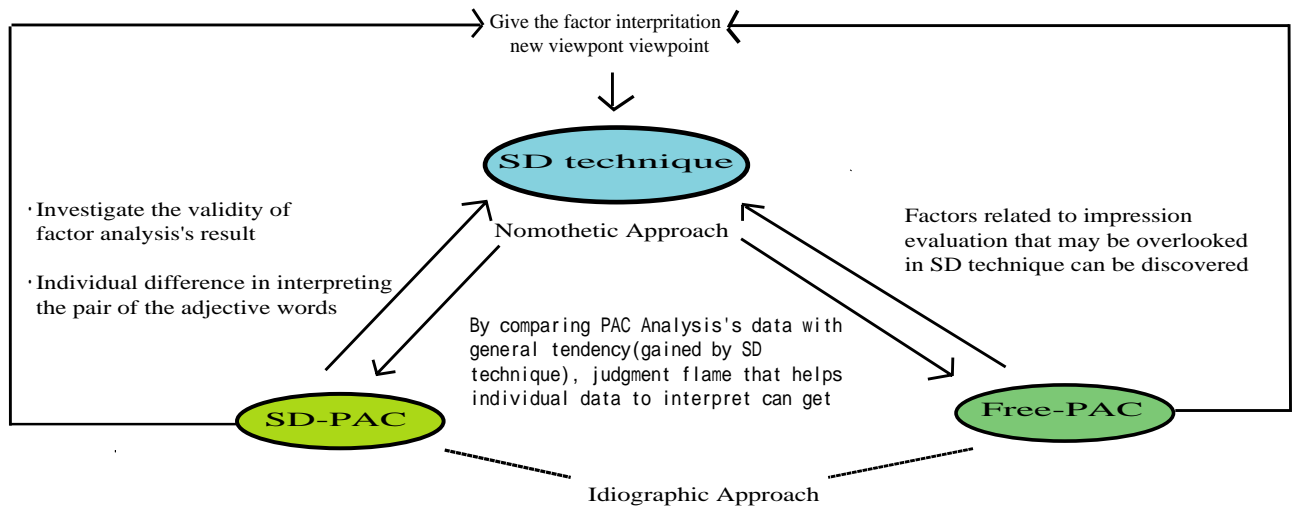 Give the factor interpritation
new viewpont viewpoint
SD technique
Nomothetic Approach
・Investigate the validity of
factor analysis's result
・Individual difference in interpreting
the pair of the adjective words
Factors related to impression
evaluation that may be overlooked
in SD technique can be discovered
By comparing PAC Analysis's data with
general tendency(gained by SD
technique), judgment flame that helps
individual data to interpret can get
SD-PAC
Free-PAC
Idiographic Approach